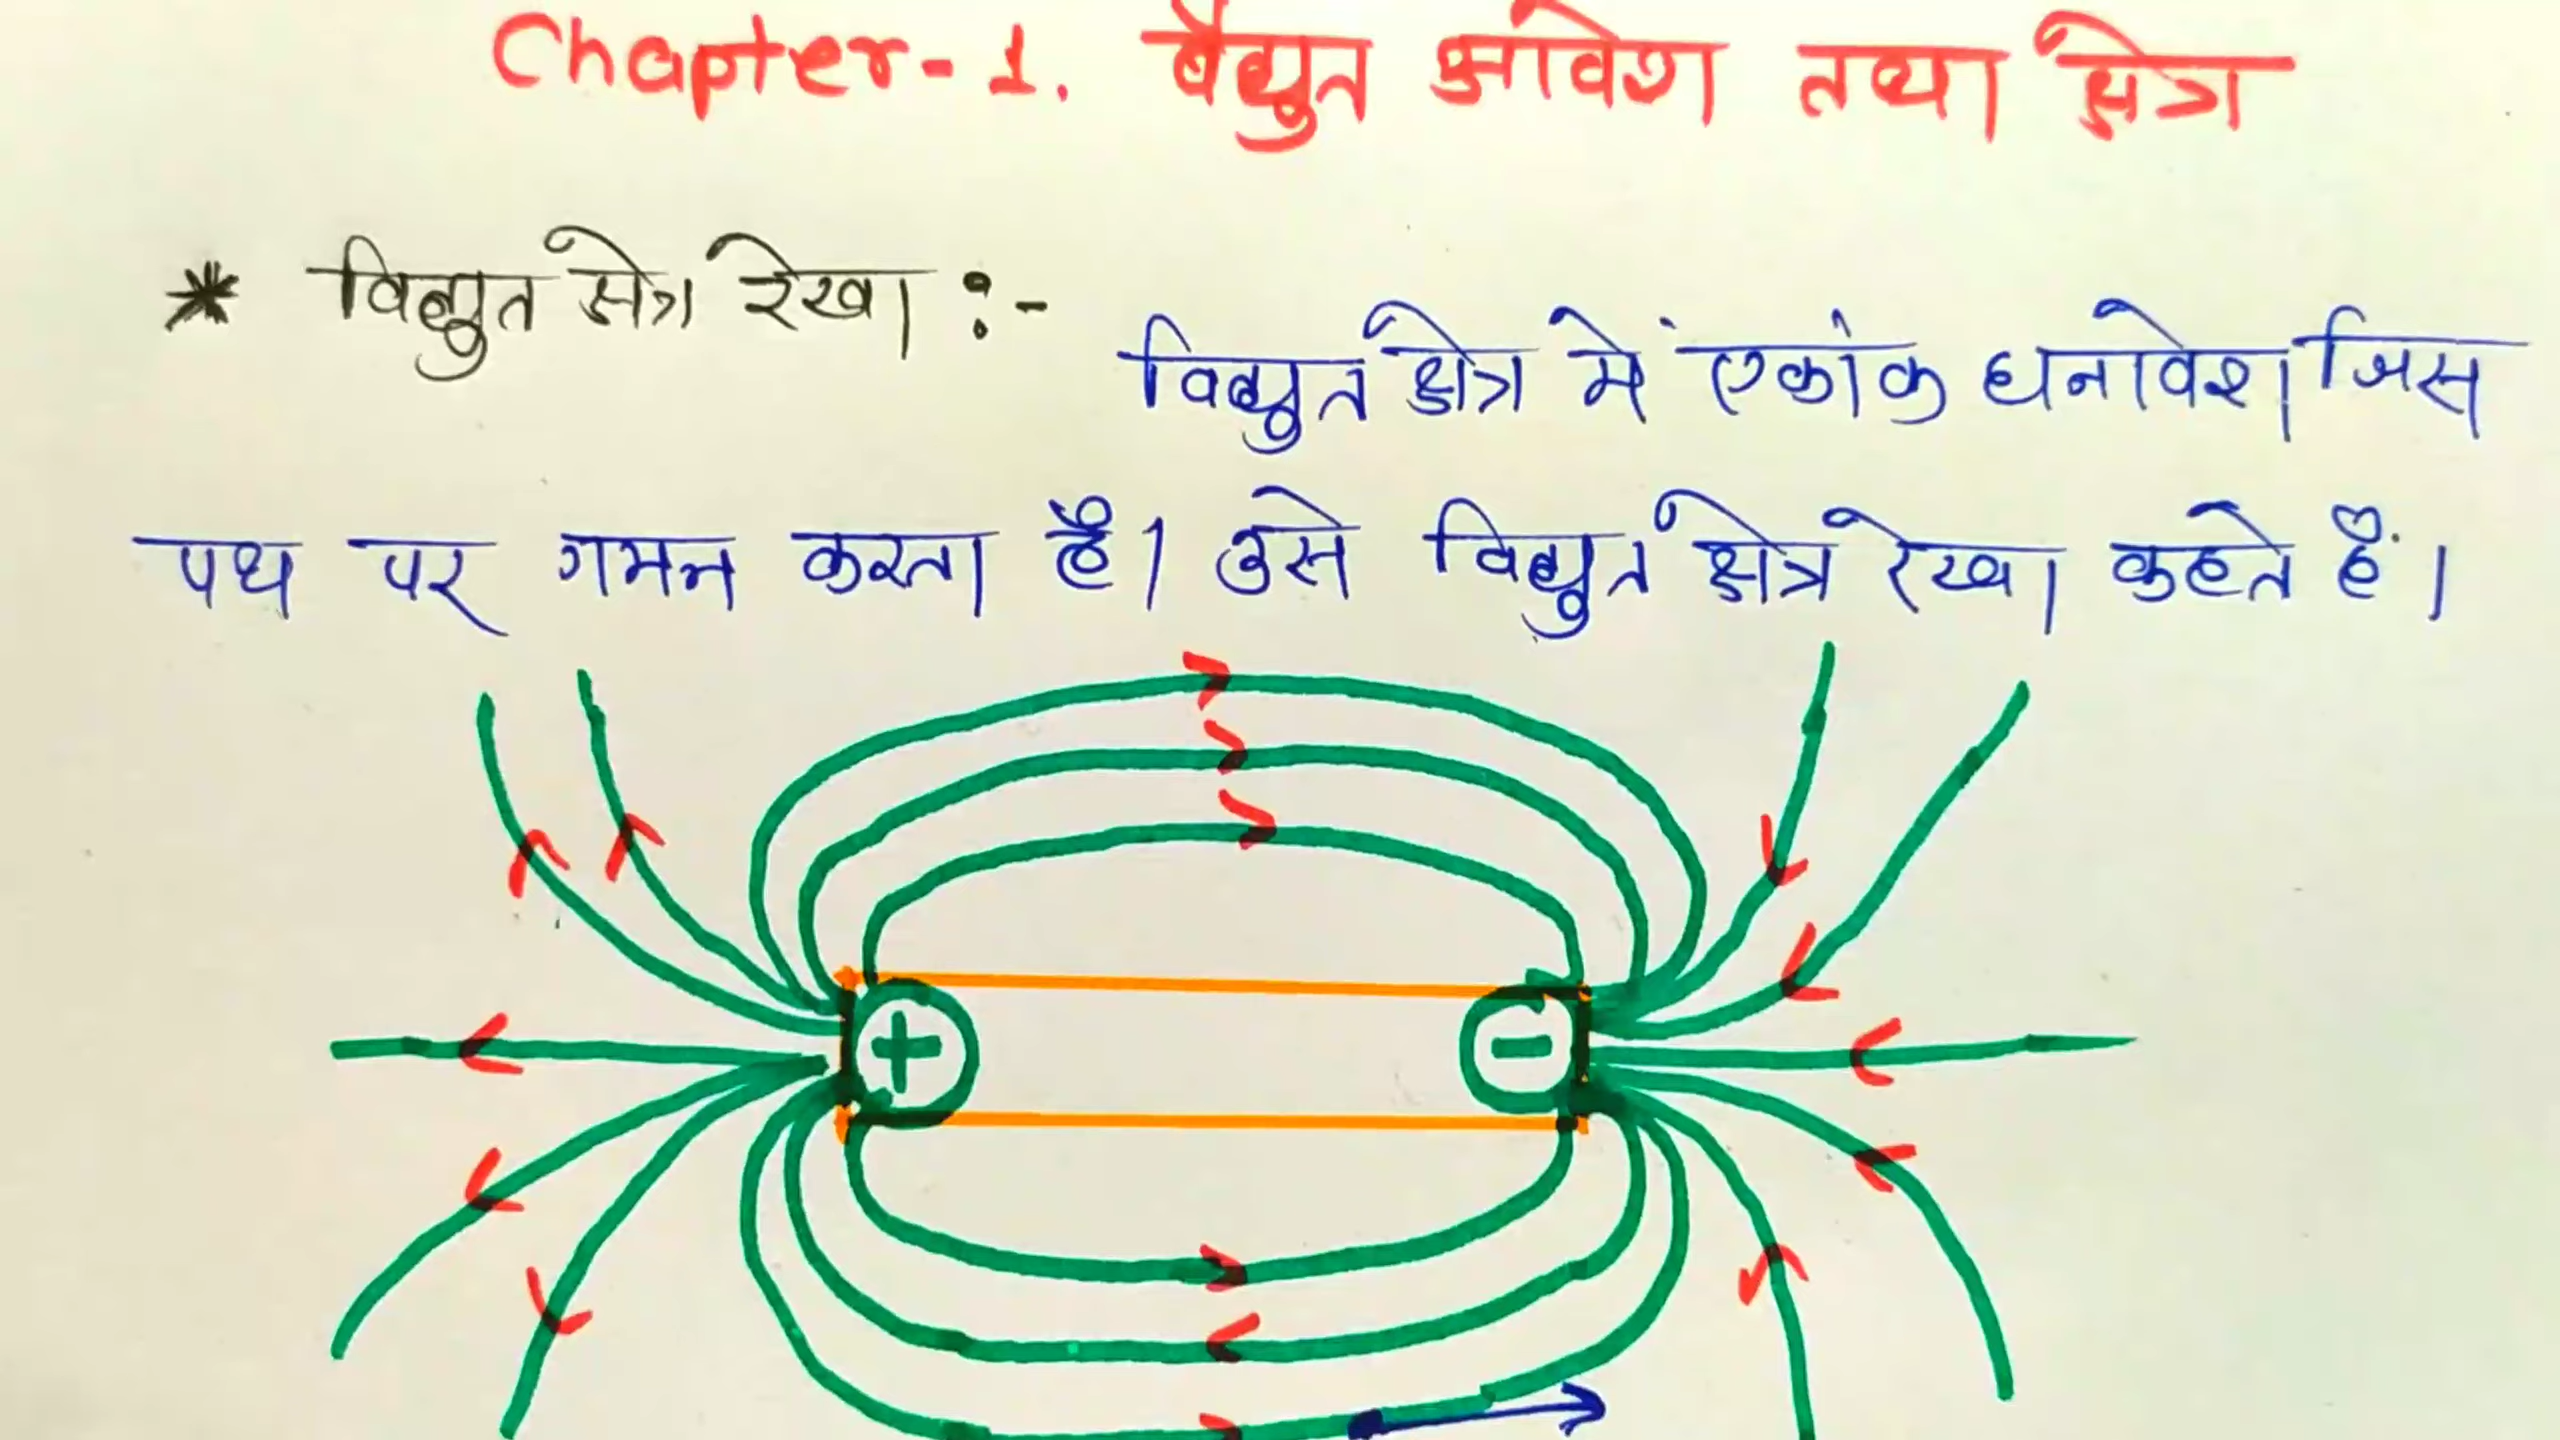 Chapter-1. वैद्युत आवेश तथा क्षेत्र
* विद्युत क्षेत्र रेखा :-
विद्युत क्षेत्र में एकांक धनावेश जिस
पथ पर गमन करता है। उसे विद्युत क्षेत्र रेखा कहते हैं।
+ -